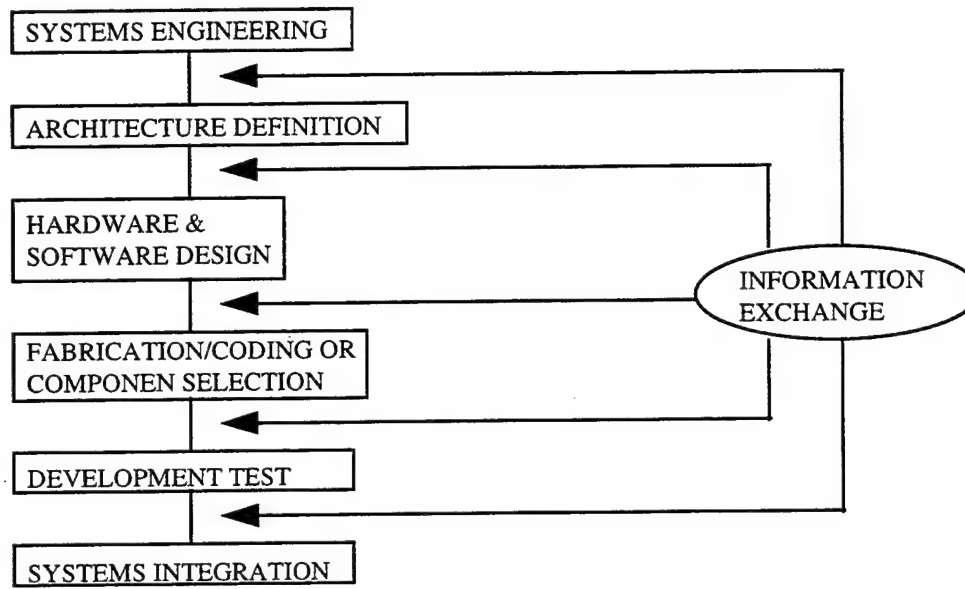 SYSTEMS ENGINEERING
ARCHITECTURE DEFINITION
HARDWARE &
SOFTWARE DESIGN
INFORMATION
EXCHANGE
FABRICATION/CODING OR
COMPONEN SELECTION
DEVELOPMENT TEST
SYSTEMS INTEGRATION